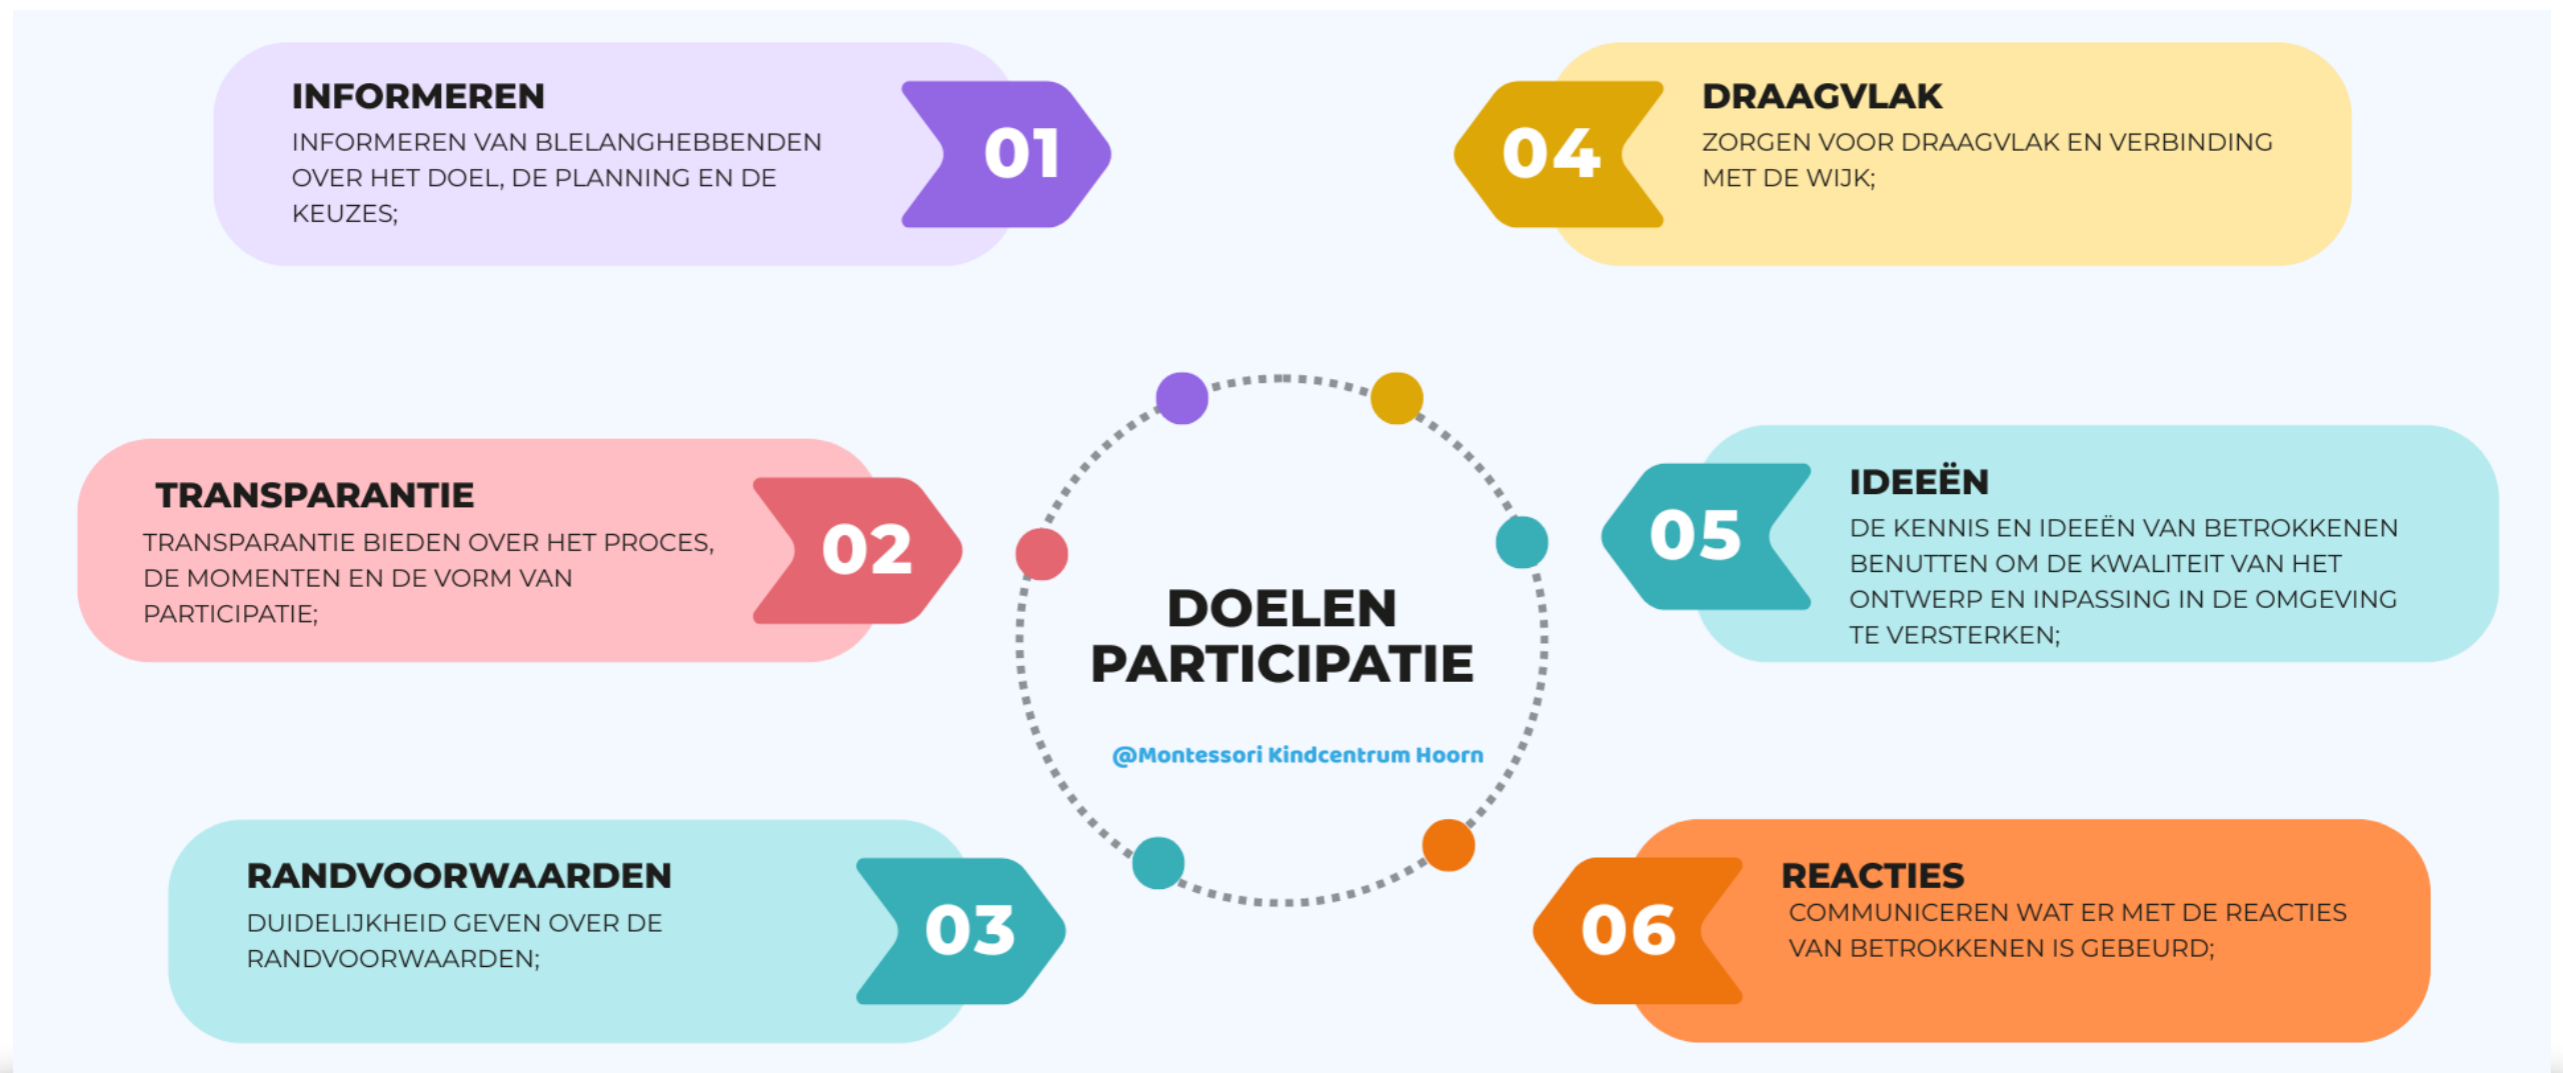 INFORMEREN
INFORMEREN VAN BLELANGHEBBENDEN
OVER HET DOEL, DE PLANNING EN DE
KEUZES;
01
TRANSPARANTIE
TRANSPARANTIE BIEDEN OVER HET PROCES,
DE MOMENTEN EN DE VORM VAN
PARTICIPATIE;
02
RANDVOORWAARDEN
DUIDELIJKHEID GEVEN OVER DE
RANDVOORWAARDEN;
03
DOELEN
PARTICIPATIE
@Montessori Kindcentrum Hoorn
04
DRAAGVLAK
ZORGEN VOOR DRAAGVLAK EN VERBINDING
MET DE WIJK;
05
IDEEËN
DE KENNIS EN IDEEËN VAN BETROKKENEN
BENUTTEN OM DE KWALITEIT VAN HET
ONTWERP EN INPASSING IN DE OMGEVING
TE VERSTERKEN;
06
REACTIES
COMMUNICEREN WAT ER MET DE REACTIES
VAN BETROKKENEN IS GEBEURD;